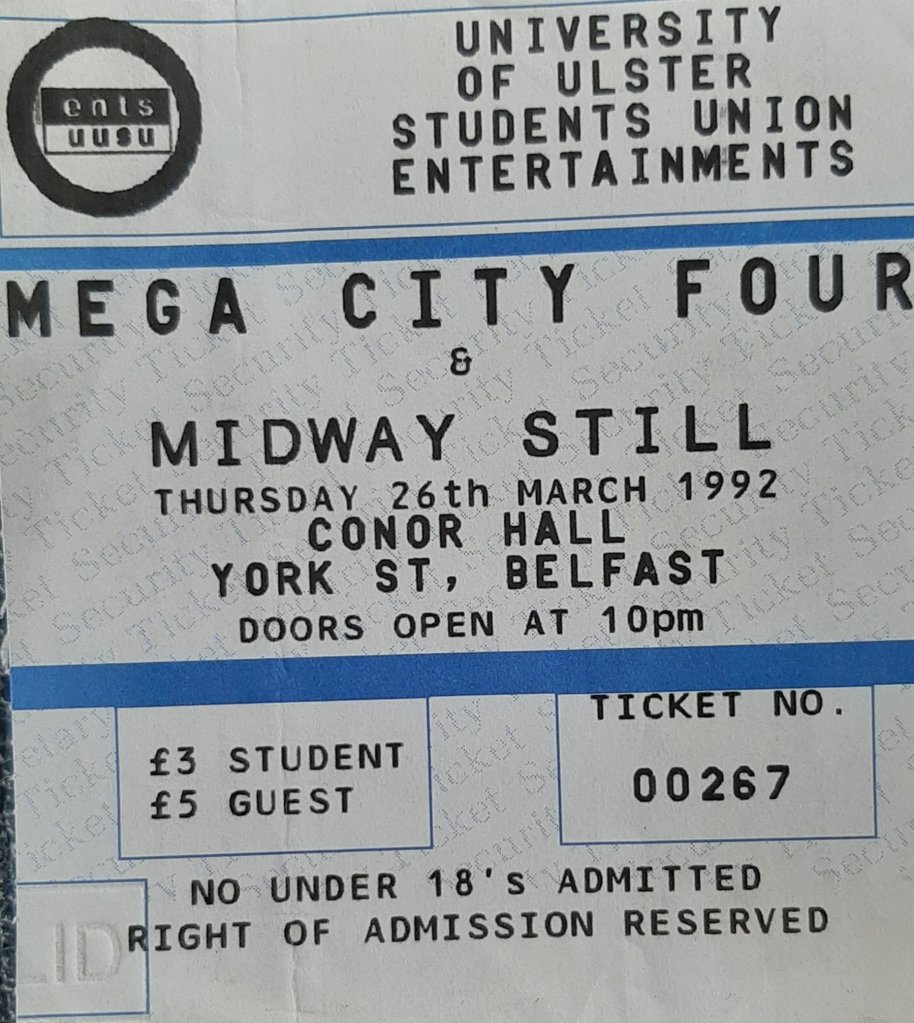 ents
uusu
UNIVERSITY
OF ULSTER
STUDENTS UNION
ENTERTAINMENTS
MEGA CITY FOUR
&
MIDWAY STILL
THURSDAY 26th MARCH 1992
CONOR HALL
YORK ST, BELFAST
DOORS OPEN AT 10pm
£3 STUDENT
£5 GUEST
TICKET NO.
00267
NO UNDER 18's ADMITTED
RIGHT OF ADMISSION RESERVED
LID